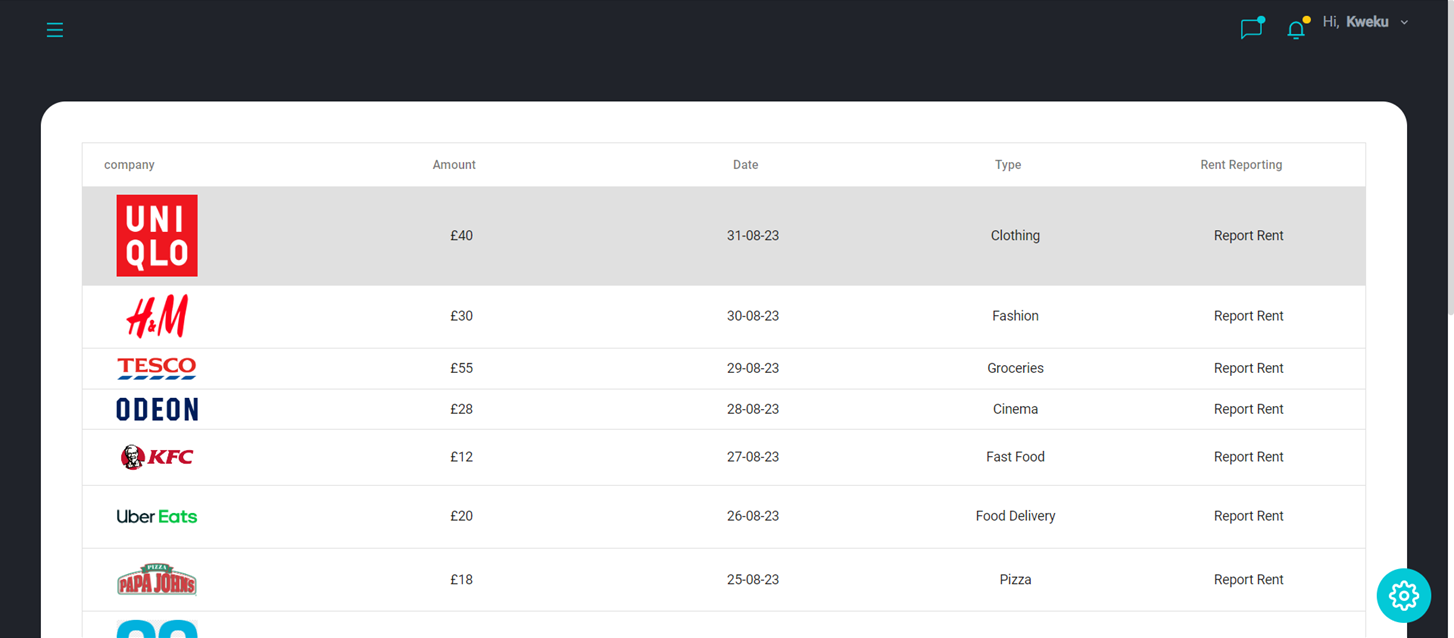 Hi, Kweku
company Amount Date Type Rent Reporting
UNI
QLO
£40 31-08-23 Clothing Report Rent
H&M £30 30-08-23 Fashion Report Rent
TESCO £55 29-08-23 Groceries Report Rent
ODEON £28 28-08-23 Cinema Report Rent
KFC £12 27-08-23 Fast Food Report Rent
Uber Eats £20 26-08-23 Food Delivery Report Rent
PIZZA
PAPA JOHNS £18 25-08-23 Pizza Report Rent